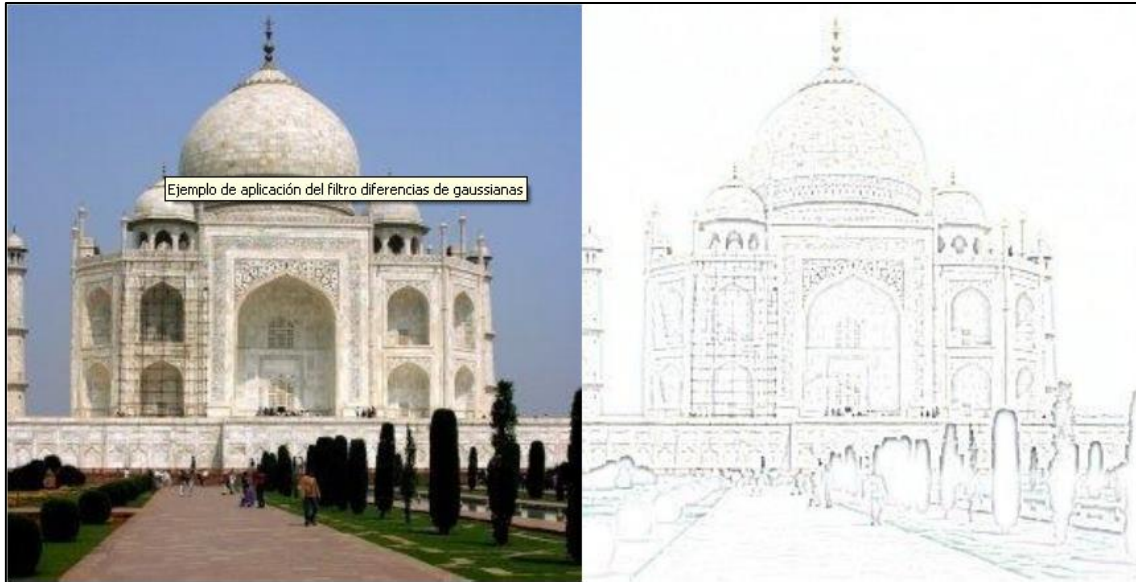 Ejemplo de aplicación del filtro diferencias de gaussianas